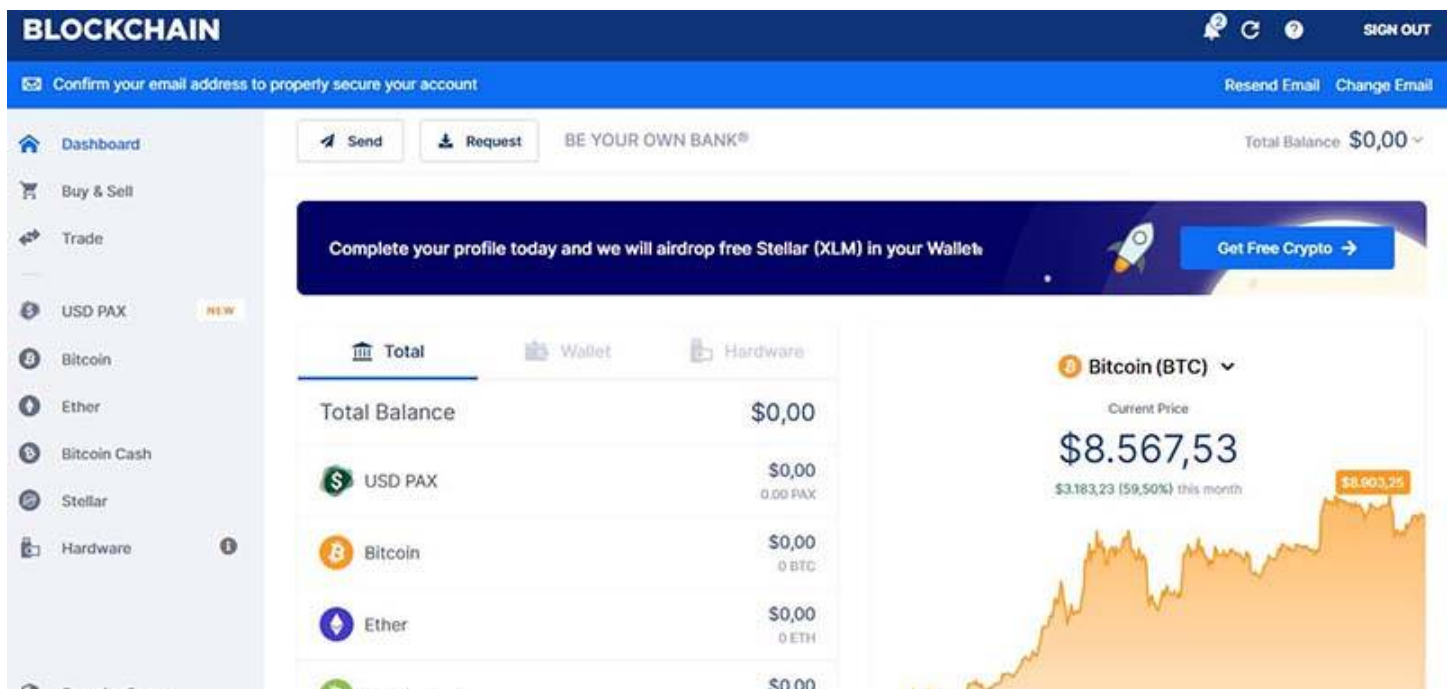 BLOCKCHAIN
2
SIGN OUT
Confirm your email address to properly secure your account
Resend Email Change Email
Dashboard
Buy & Sell
Trade
USD PAX NEW
Bitcoin
Ether
Bitcoin Cash
Stellar
Hardware
Send Request BE YOUR OWN BANK®
Total Balance $0,00
Complete your profile today and we will airdrop free Stellar (XLM) in your Wallet.
Get Free Crypto →
Total Wallet Hardware
Total Balance $0,00
USD PAX $0,00
0.00 PAX
Bitcoin $0,00
0 BTC
Ether $0,00
0 ETH
$0,00
Bitcoin (BTC)
Current Price
$8.567,53
$3.183,23 (59,50%) this month
$8.903,25